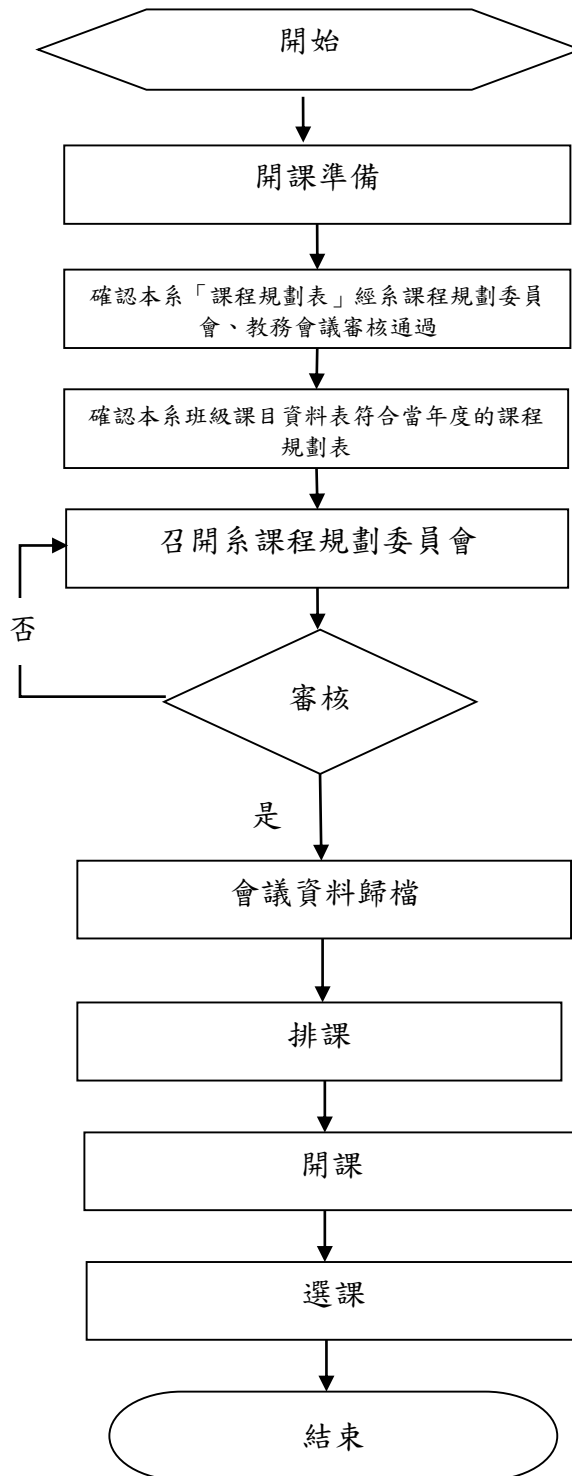 開始
開課準備
確認本系「課程規劃表」經系課程規劃委員
會、教務會議審核通過
確認本系班級課目資料表符合當年度的課程
規劃表
召開系課程規劃委員會
否
審核
是
會議資料歸檔
排課
開課
選課
結束